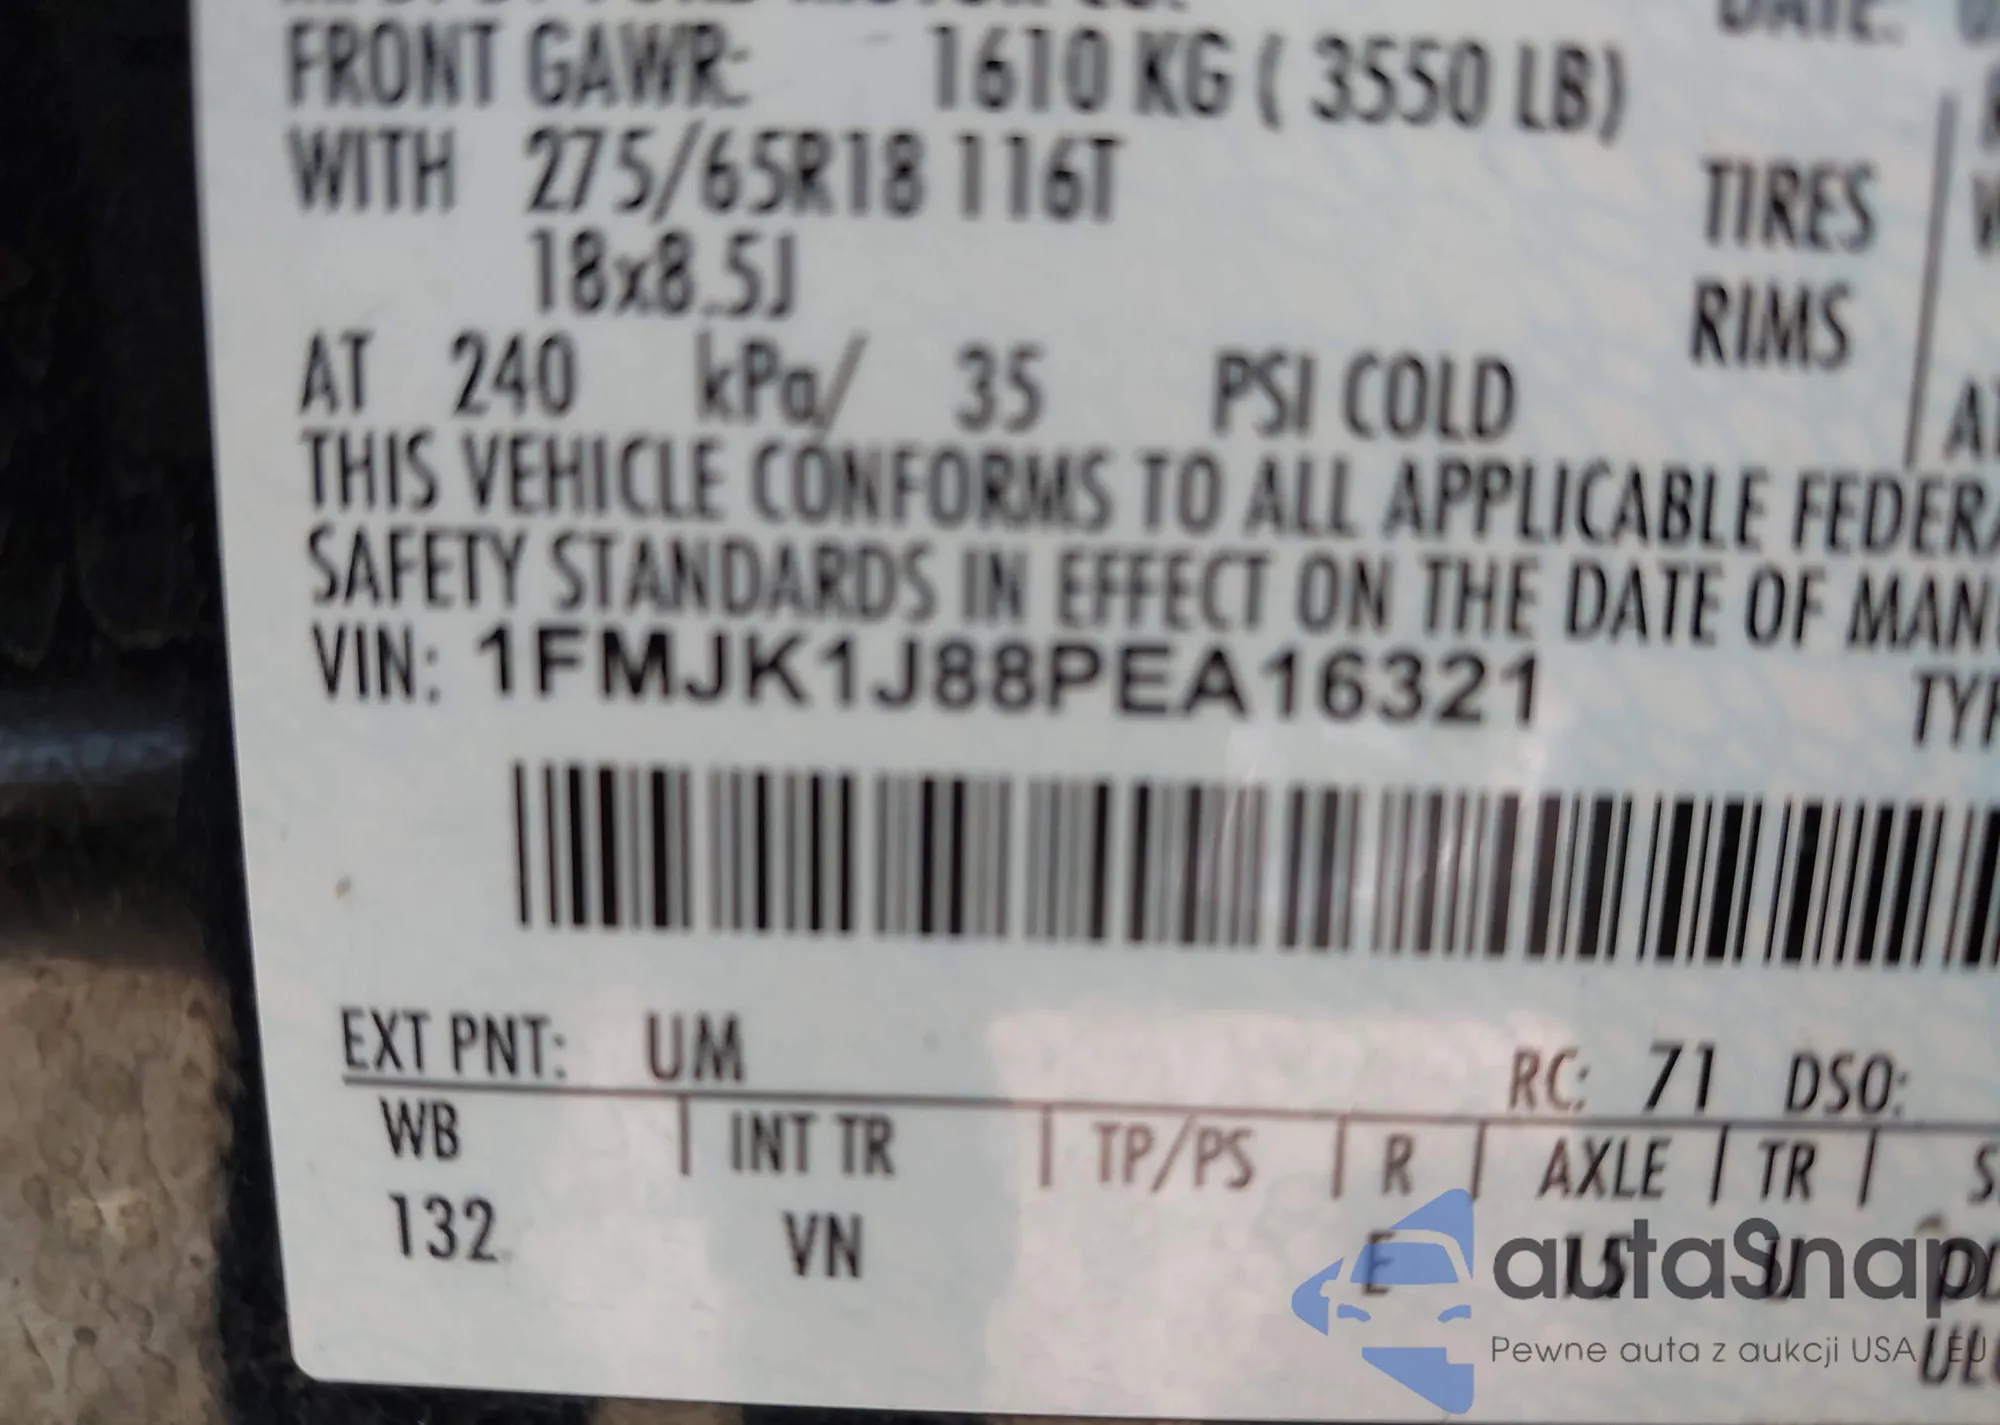 FRONT GAWR: 1610 KG ( 3550 LB)
WITH 275/65R18 116T TIRES
18x8.5J RIMS
AT 240 kPa/ 35 PSI COLD
THIS VEHICLE CONFORMS TO ALL APPLICABLE
SAFETY STANDARDS IN EFFECT ON THE DATE OF
VIN: 1FMJK1J88PEA16321
EXT PNT: UM RC: 71 DSO:
WB INT TR TP/PS R AXLE TR
132 VN E
autaSnap
Pewne auta z aukcji USA / EU